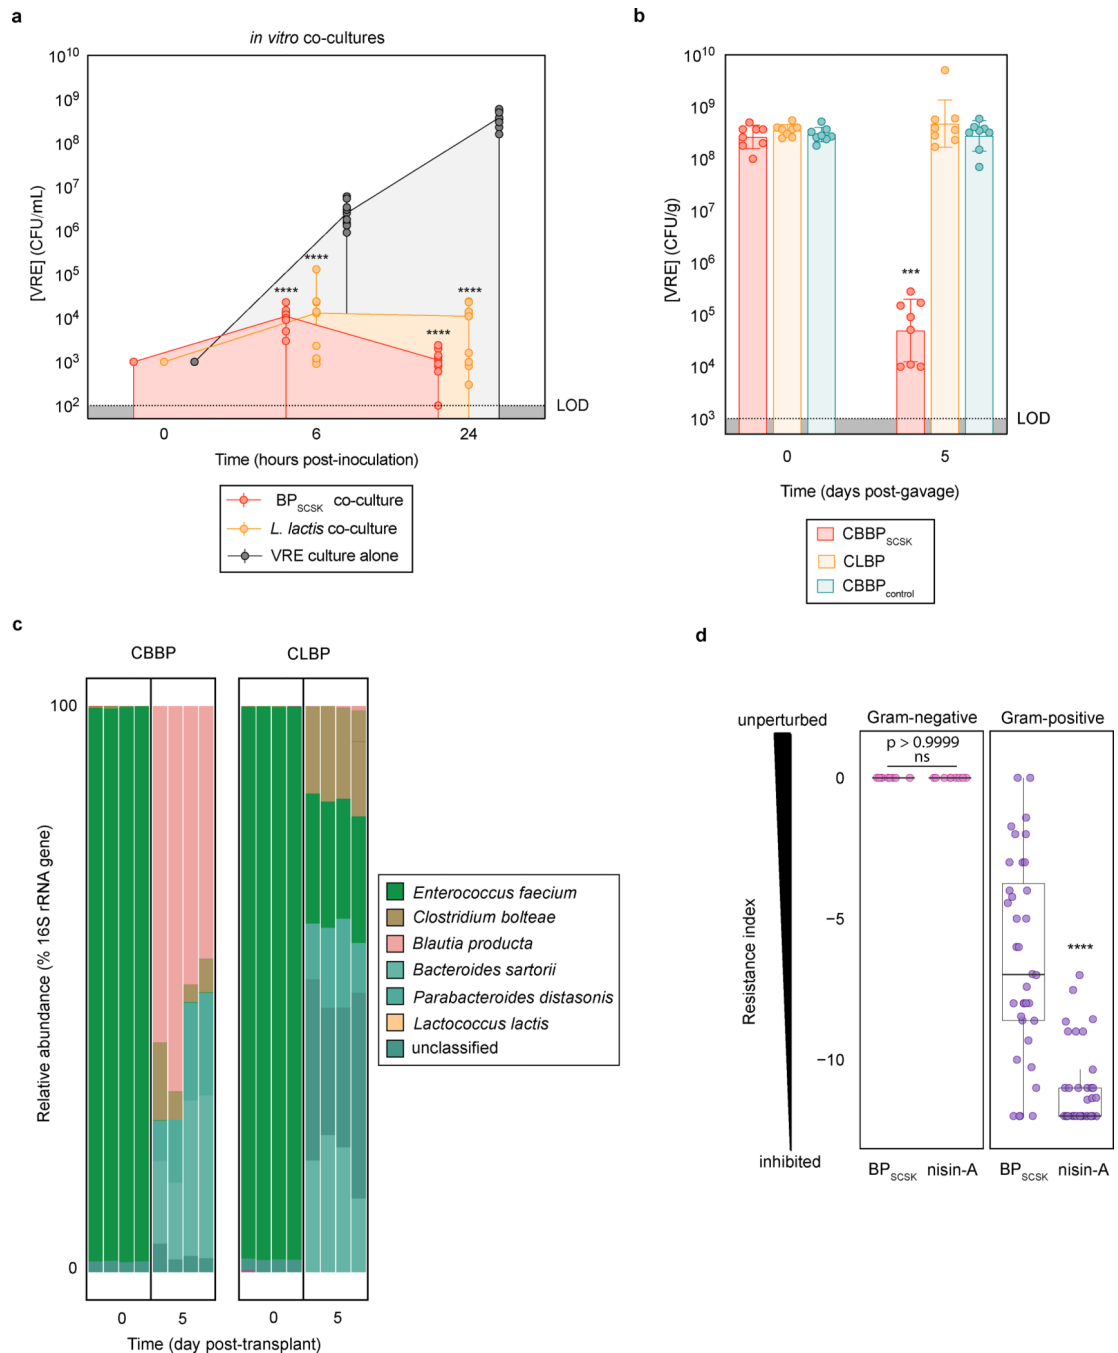 a
in vitro co-cultures
[VRE] (CFU/mL)
10^10
10^9
10^8
10^7
10^6
10^5
10^4
10^3
10^2
****
****
****
****
LOD
0
6
24
Time (hours post-inoculation)
BP_SCSK co-culture
L. lactis co-culture
VRE culture alone
b
[VRE] (CFU/g)
10^10
10^9
10^8
10^7
10^6
10^5
10^4
10^3
***
LOD
0
5
Time (days post-gavage)
CBBP_SCSK
CLBP
CBBP_control
c
CBBP
CLBP
Relative abundance (% 16S rRNA gene)
100
0
0
5
0
5
Time (day post-transplant)
Enterococcus faecium
Clostridium bolteae
Blautia producta
Bacteroides sartorii
Parabacteroides distasonis
Lactococcus lactis
unclassified
d
unperturbed
inhibited
Resistance index
Gram-negative
Gram-positive
p > 0.9999
ns
****
0
−5
−10
BP_SCSK
nisin-A
BP_SCSK
nisin-A